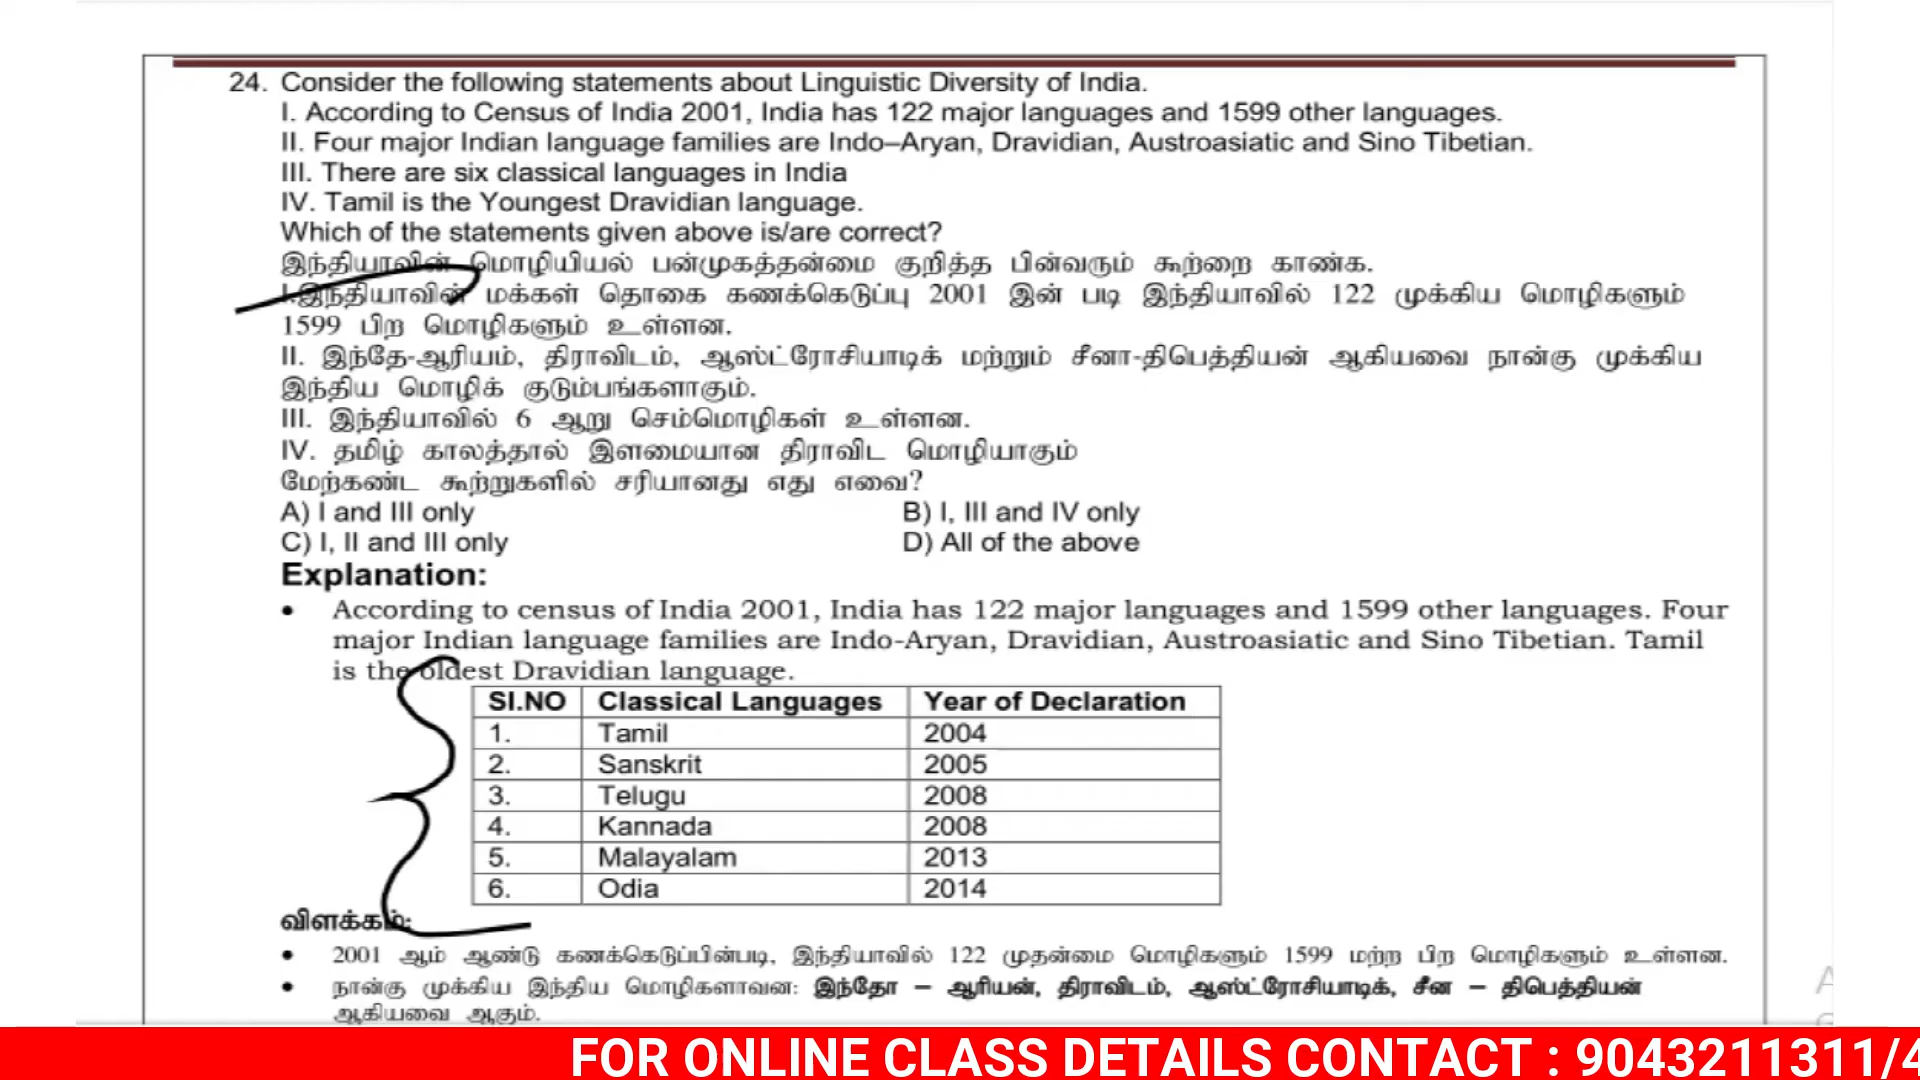 24. Consider the following statements about Linguistic Diversity of India.
I. According to Census of India 2001, India has 122 major languages and 1599 other languages.
II. Four major Indian language families are Indo–Aryan, Dravidian, Austroasiatic and Sino Tibetian.
III. There are six classical languages in India
IV. Tamil is the Youngest Dravidian language.
Which of the statements given above is/are correct?
இந்தியாவின் மொழியியல் பன்முகத்தன்மை குறித்த பின்வரும் கூற்றை காண்க.
I.இந்தியாவின் மக்கள் தொகை கணக்கெடுப்பு 2001 இன் படி இந்தியாவில் 122 முக்கிய மொழிகளும்
1599 பிற மொழிகளும் உள்ளன.
II. இந்தே-ஆரியம், திராவிடம், ஆஸ்ட்ரோசியாடிக் மற்றும் சீனா-திபெத்தியன் ஆகியவை நான்கு முக்கிய
இந்திய மொழிக் குடும்பங்களாகும்.
III. இந்தியாவில் 6 ஆறு செம்மொழிகள் உள்ளன.
IV. தமிழ் காலத்தால் இளமையான திராவிட மொழியாகும்
மேற்கண்ட கூற்றுகளில் சரியானது எது எவை?
A) I and III only B) I, III and IV only
C) I, II and III only D) All of the above
Explanation:
• According to census of India 2001, India has 122 major languages and 1599 other languages. Four
major Indian language families are Indo-Aryan, Dravidian, Austroasiatic and Sino Tibetian. Tamil
is the oldest Dravidian language.
SI.NO Classical Languages Year of Declaration
1. Tamil 2004
2. Sanskrit 2005
3. Telugu 2008
4. Kannada 2008
5. Malayalam 2013
6. Odia 2014
விளக்கம்:
• 2001 ஆம் ஆண்டு கணக்கெடுப்பின்படி, இந்தியாவில் 122 முதன்மை மொழிகளும் 1599 மற்ற பிற மொழிகளும் உள்ளன.
• நான்கு முக்கிய இந்திய மொழிகளாவன: இந்தோ – ஆரியன், திராவிடம், ஆஸ்ட்ரோசியாடிக், சீன – திபெத்தியன்
ஆகியவை ஆகும்.
FOR ONLINE CLASS DETAILS CONTACT : 9043211311/4